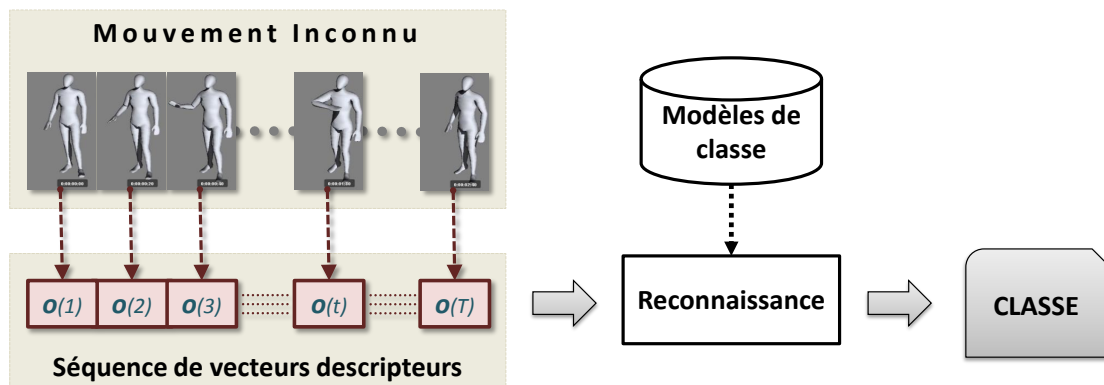 Mouvement Inconnu
o(1) o(2) o(3) o(t) o(T)
Séquence de vecteurs descripteurs
Modèles de
classe
Reconnaissance
CLASSE